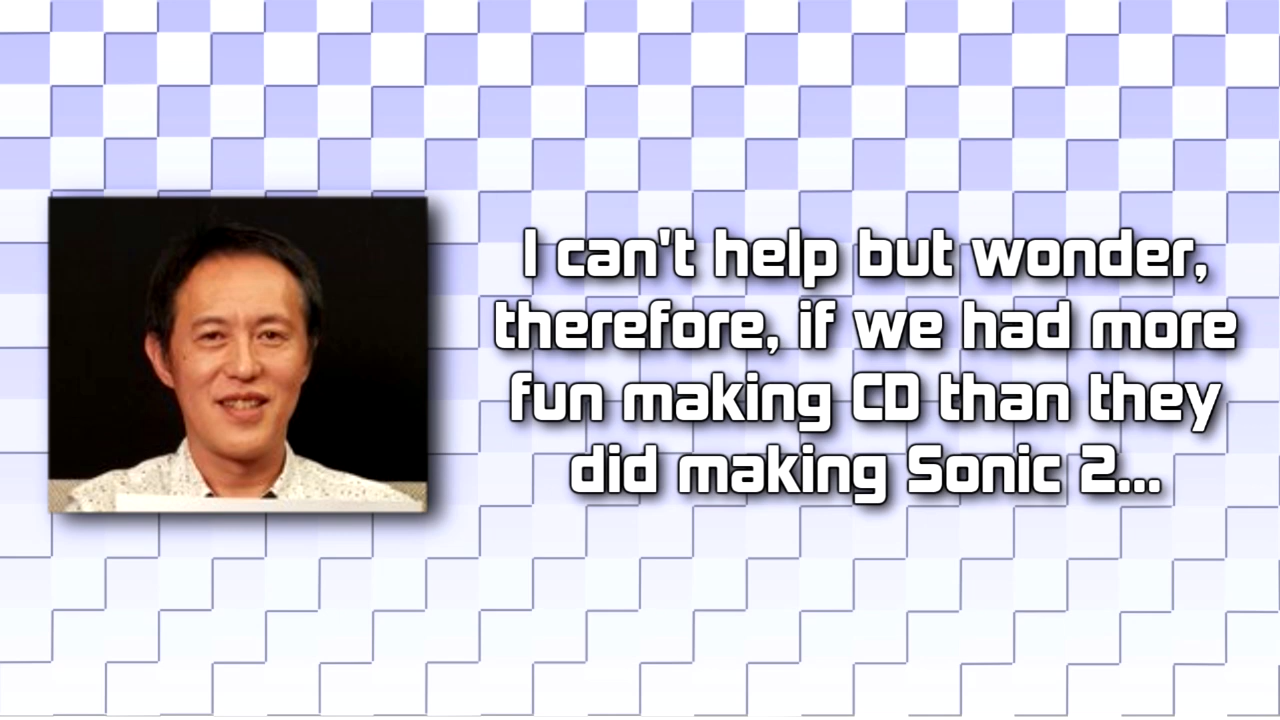 I can't help but wonder,
therefore, if we had more
fun making CD than they
did making Sonic 2...